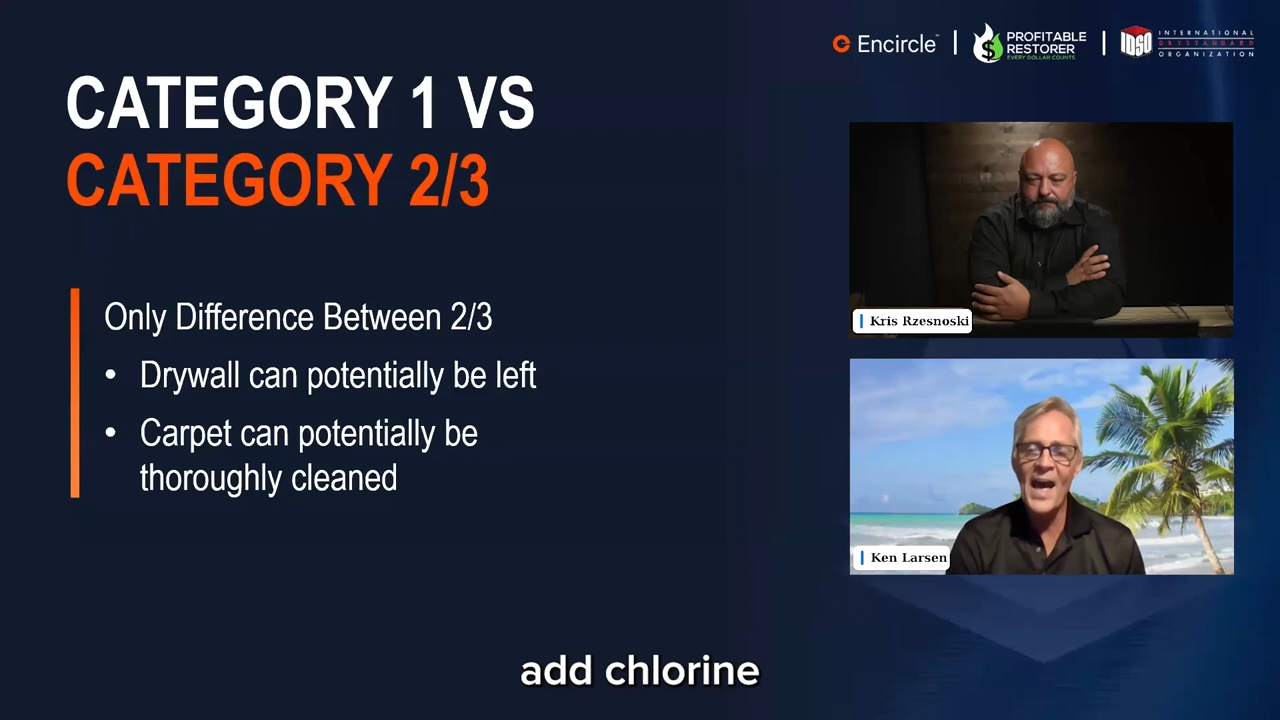 Encircle
PROFITABLE
RESTORER
EVERY DOLLAR COUNTS
IDSO
INTERNATIONAL
DRYSTANDARD
ORGANIZATION
CATEGORY 1 VS
CATEGORY 2/3
Only Difference Between 2/3
• Drywall can potentially be left
• Carpet can potentially be
thoroughly cleaned
Kris Rzesnoski
Ken Larsen
add chlorine